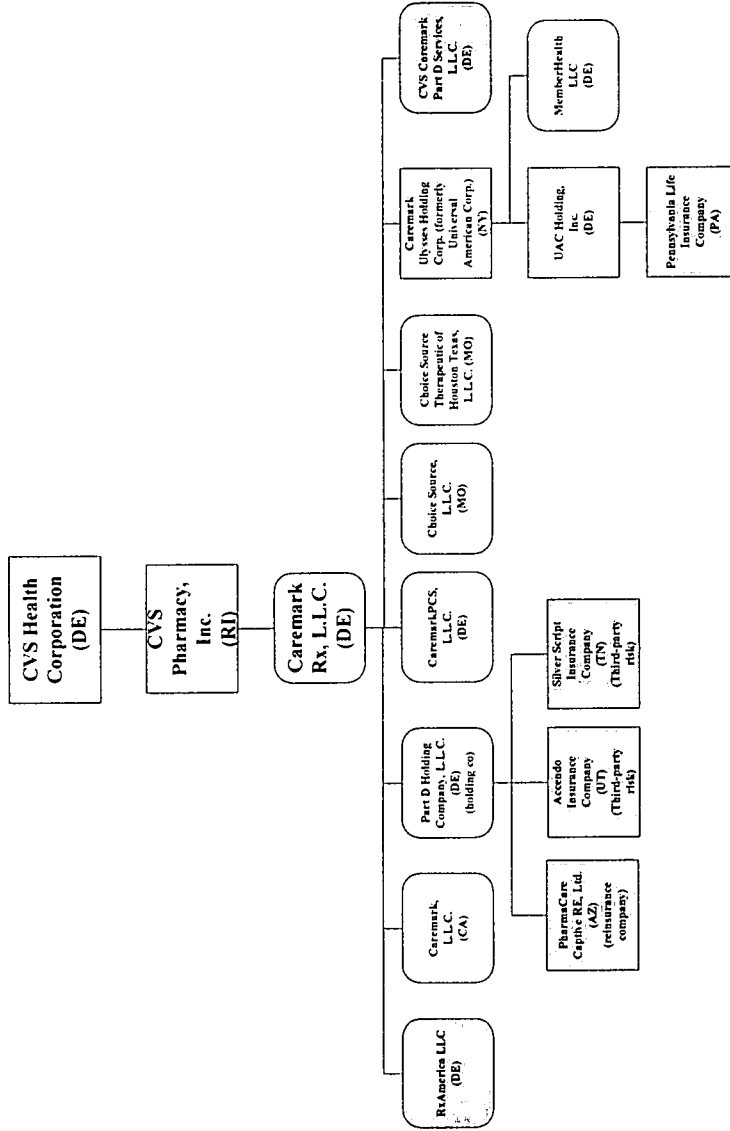 CVS Health
Corporation
(DE)
CVS
Pharmacy,
Inc.
(RI)
Caremark
Rx, L.L.C.
(DE)
RxAmerica LLC
(DE)
Caremark,
L.L.C.
(CA)
Part D Holding
Company, L.L.C.
(DE)
(holding co)
CaremarkPCS,
L.L.C.
(DE)
Choice Source,
L.L.C.
(MO)
Choice Source
Therapeutic of
Houston Texas,
L.L.C. (MO)
Caremark
Ulysses Holding
Corp. (formerly
Universal
American Corp.)
(NY)
CVS Caremark
Part D Services,
L.L.C.
(DE)
PharmaCare
Captive RE, Ltd.
(AZ)
(reinsurance
company)
Accendo
Insurance
Company
(UT)
(Third-party
risk)
Silver Script
Insurance
Company
(TN)
(Third-party
risk)
UAC Holding,
Inc.
(DE)
MemberHealth
LLC
(DE)
Pennsylvania Life
Insurance
Company
(PA)